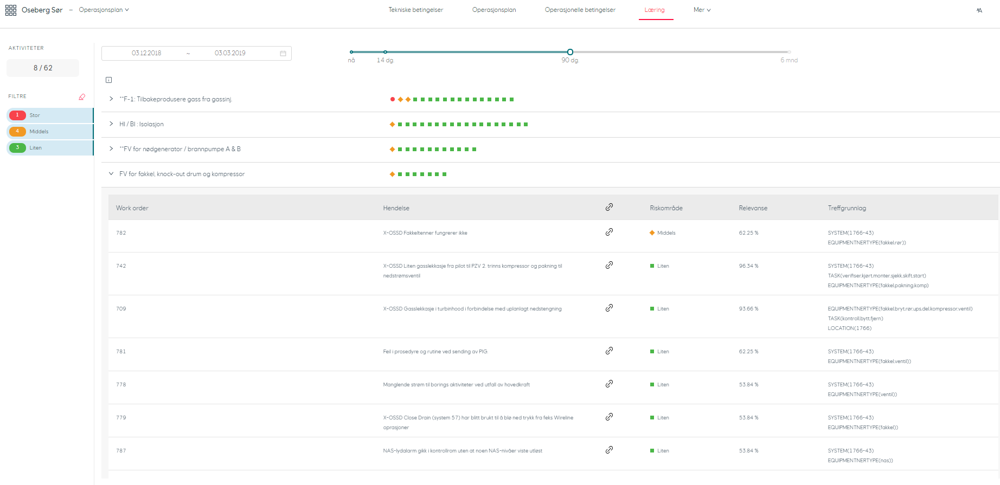 Oseberg Sør – Operasjonsplan
Tekniske betingelser
Operasjonsplan
Operasjonelle betingelser
Læring
Mer
AKTIVITETER
8 / 62
FILTRE
1 Stor
4 Middels
3 Liten
03.12.2018 ~ 03.03.2019
nå
14 dg.
90 dg.
6 mnd
**F-1: Tilbakeprodusere gass fra gassinj.
HI / BI : Isolasjon
**FV for nødgenerator / brannpumpe A & B
FV for fakkel, knock-out drum og kompressor
Work order Hendelse Riskområde Relevanse Treffgrunnlag
782 X-OSSD Fakkeltenner fungrerer ikke Middels 62.25 % SYSTEM(1766-43)
EQUIPMENTNERTYPE(fakkel,rør))
742 X-OSSD Liten gasslekkasje fra pilot til PZV 2. trinns kompressor og pakning til Liten 96.34 % SYSTEM(1766-43)
nedstrømsventil TASK(verifiser,kjørt,monter,sjekk,skift,start)
EQUIPMENTNERTYPE(fakkel,pakning,komp)
709 X-OSSD Gasslekkasje i turbinhood i forbindelse med uplanlagt nedstengning Liten 93.66 % EQUIPMENTNERTYPE(fakkel,bryt,rør,ups,del,kompressor,ventil)
TASK(kontroll,bytt,fjern)
LOCATION(1766)
781 Feil i prosedyre og rutine ved sending av PIG. Liten 62.25 % SYSTEM(1766-43)
EQUIPMENTNERTYPE(fakkel,ventil))
778 Manglende strøm til borings aktiviteter ved utfall av hovedkraft Liten 53.84 % SYSTEM(1766-43)
EQUIPMENTNERTYPE(ventil))
779 X-OSSD Close Drain (system 57) har blitt brukt til å blø ned trykk fra feks Wireline Liten 53.84 % SYSTEM(1766-43)
oprasjoner EQUIPMENTNERTYPE(fakkel))
787 NAS-lydalarm gikk i kontrollrom uten at noen NAS-nivåer viste utløst Liten 53.84 % SYSTEM(1766-43)
EQUIPMENTNERTYPE(nas))